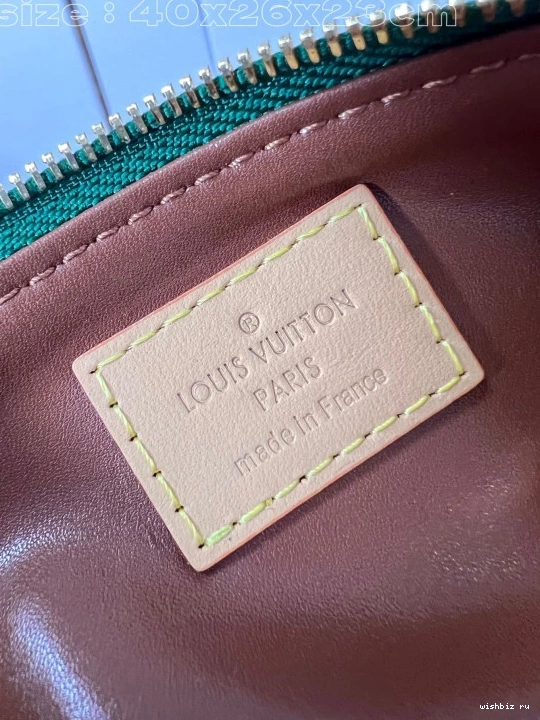 size : 40x26x23cm
®
LOUIS VUITTON
PARIS
made in France
wishbiz ru